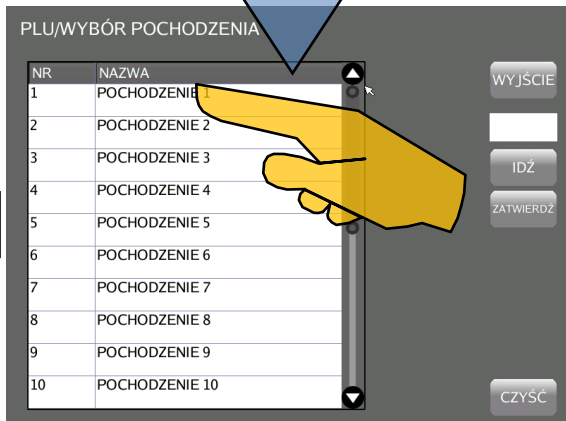 PLU/WYBÓR POCHODZENIA
NR NAZWA
1 POCHODZENIE 1
2 POCHODZENIE 2
3 POCHODZENIE 3
4 POCHODZENIE 4
5 POCHODZENIE 5
6 POCHODZENIE 6
7 POCHODZENIE 7
8 POCHODZENIE 8
9 POCHODZENIE 9
10 POCHODZENIE 10
WYJŚCIE
IDŹ
ZATWIERDŹ
CZYŚĆ